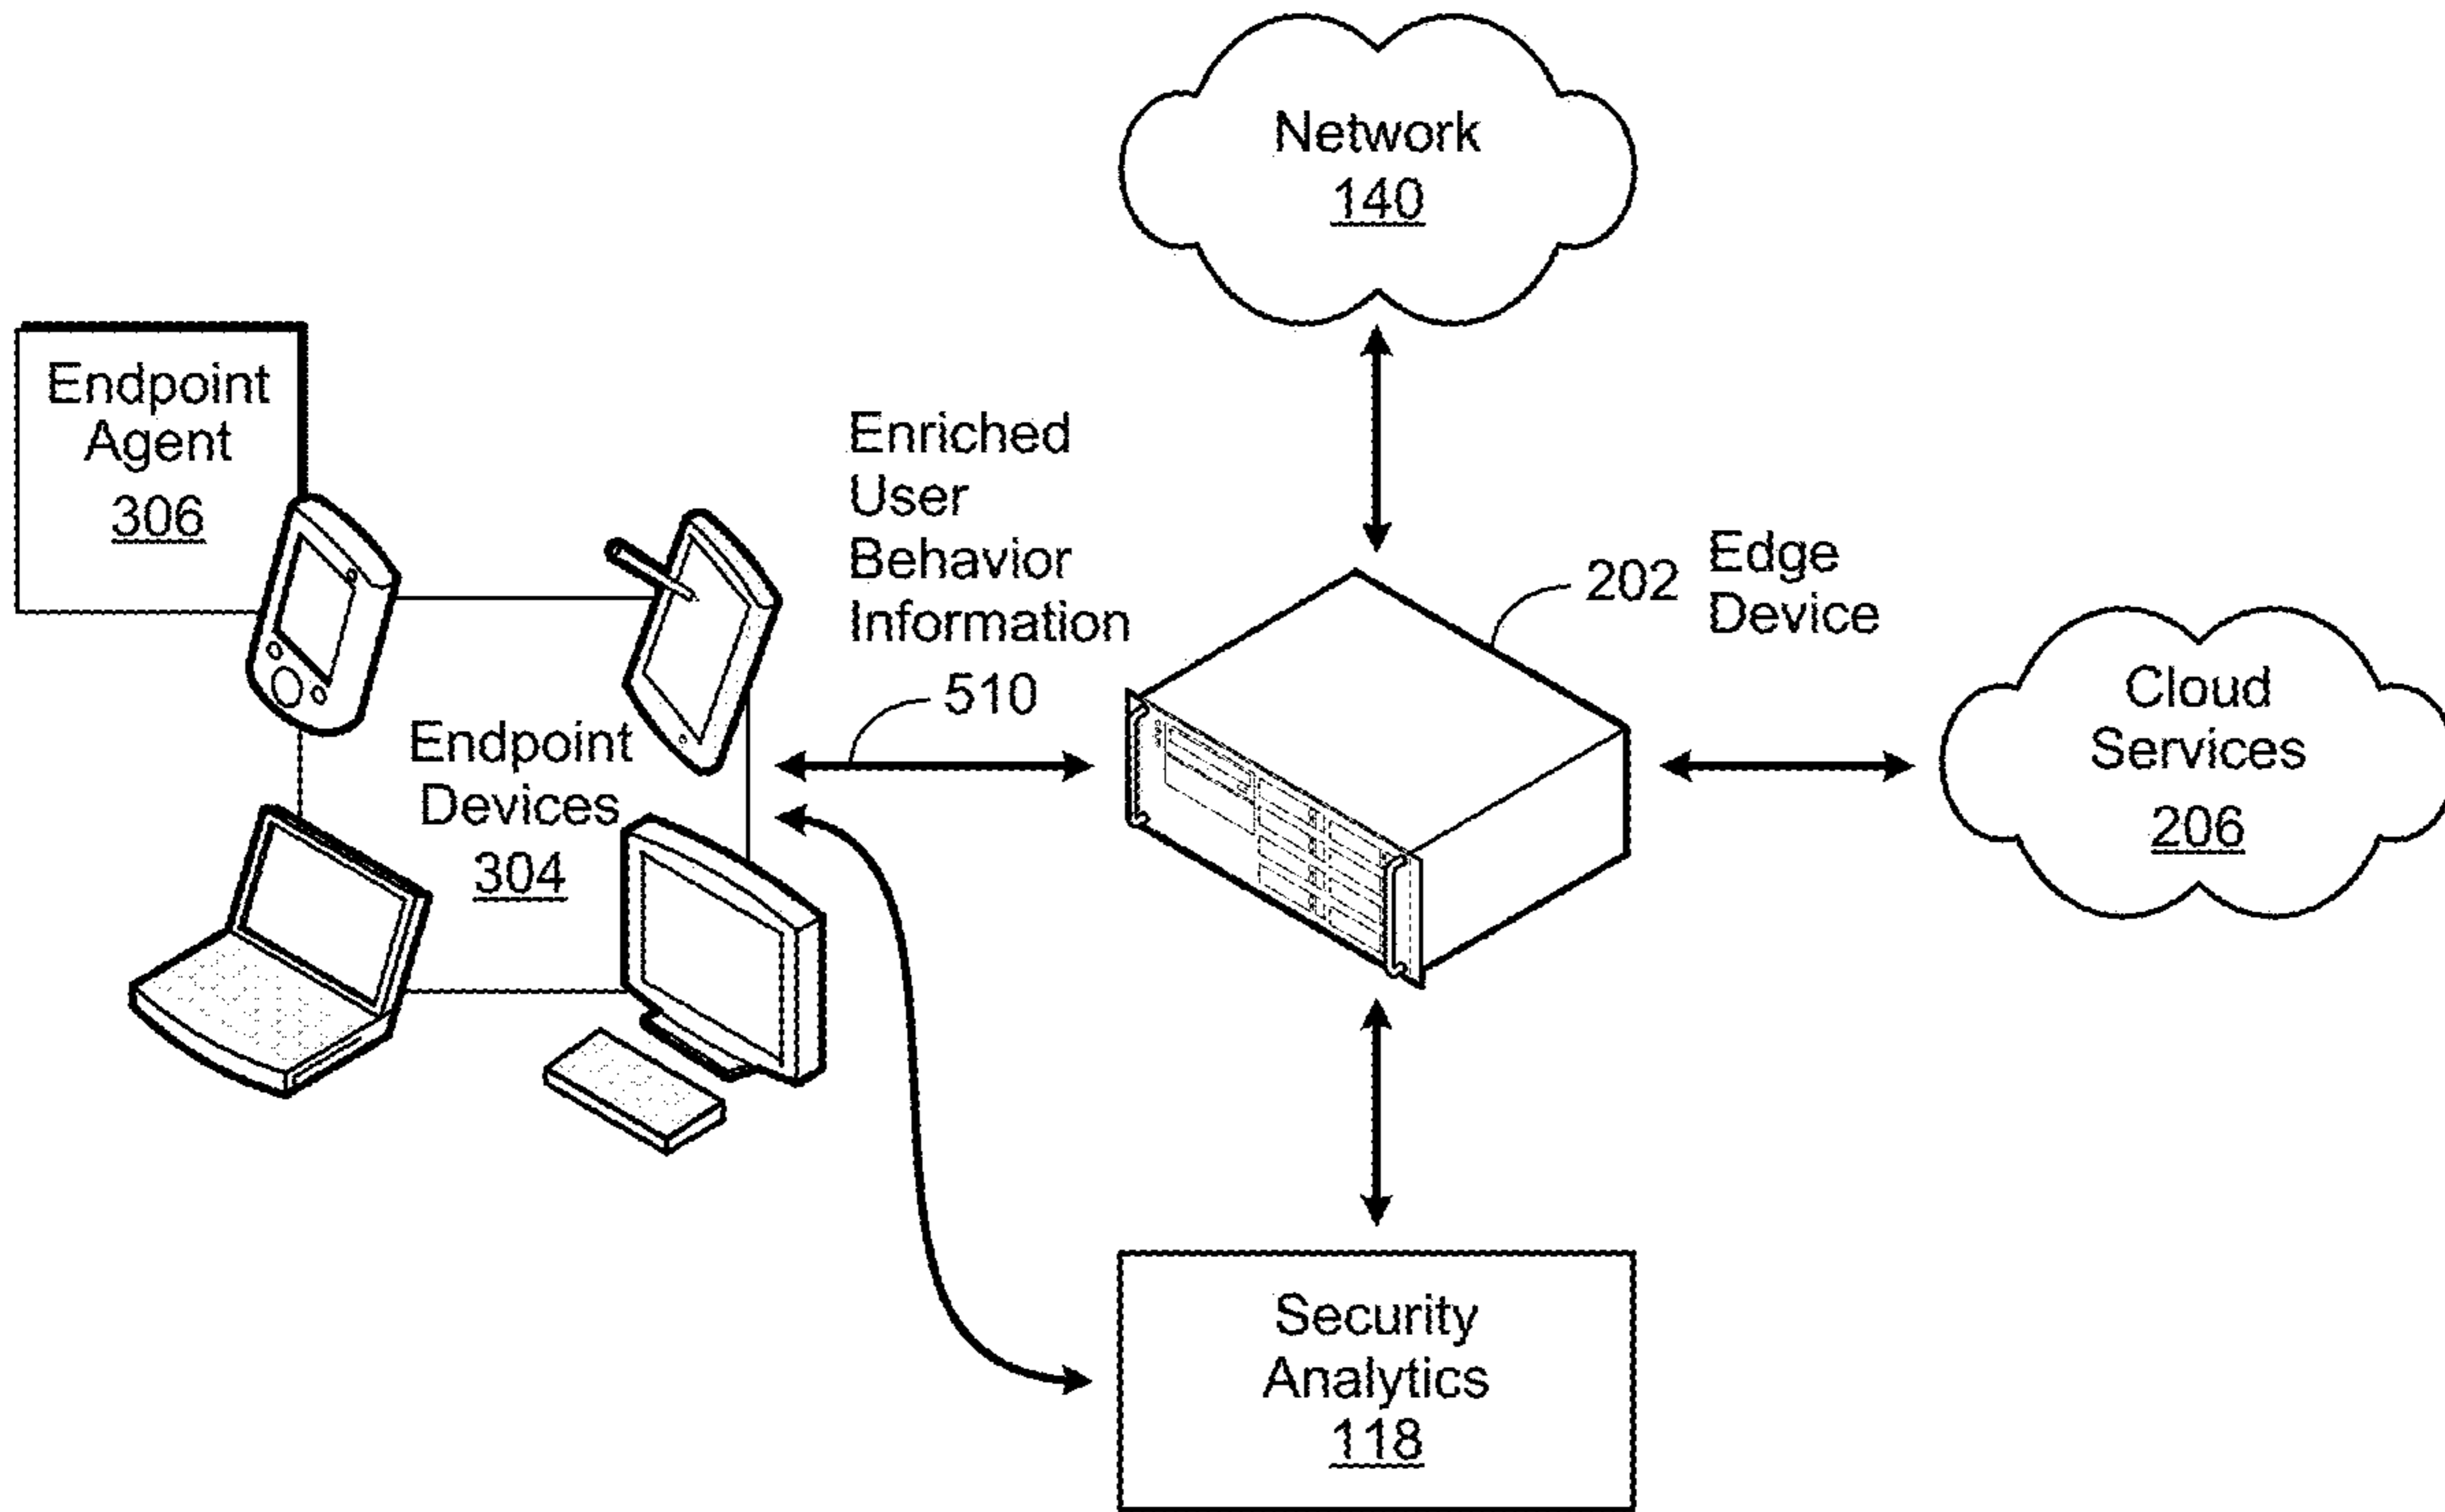 Network
140
Endpoint
Agent
306
Enriched
User
Behavior
Information
510
202
Edge
Device
Endpoint
Devices
304
Cloud
Services
206
Security
Analytics
118